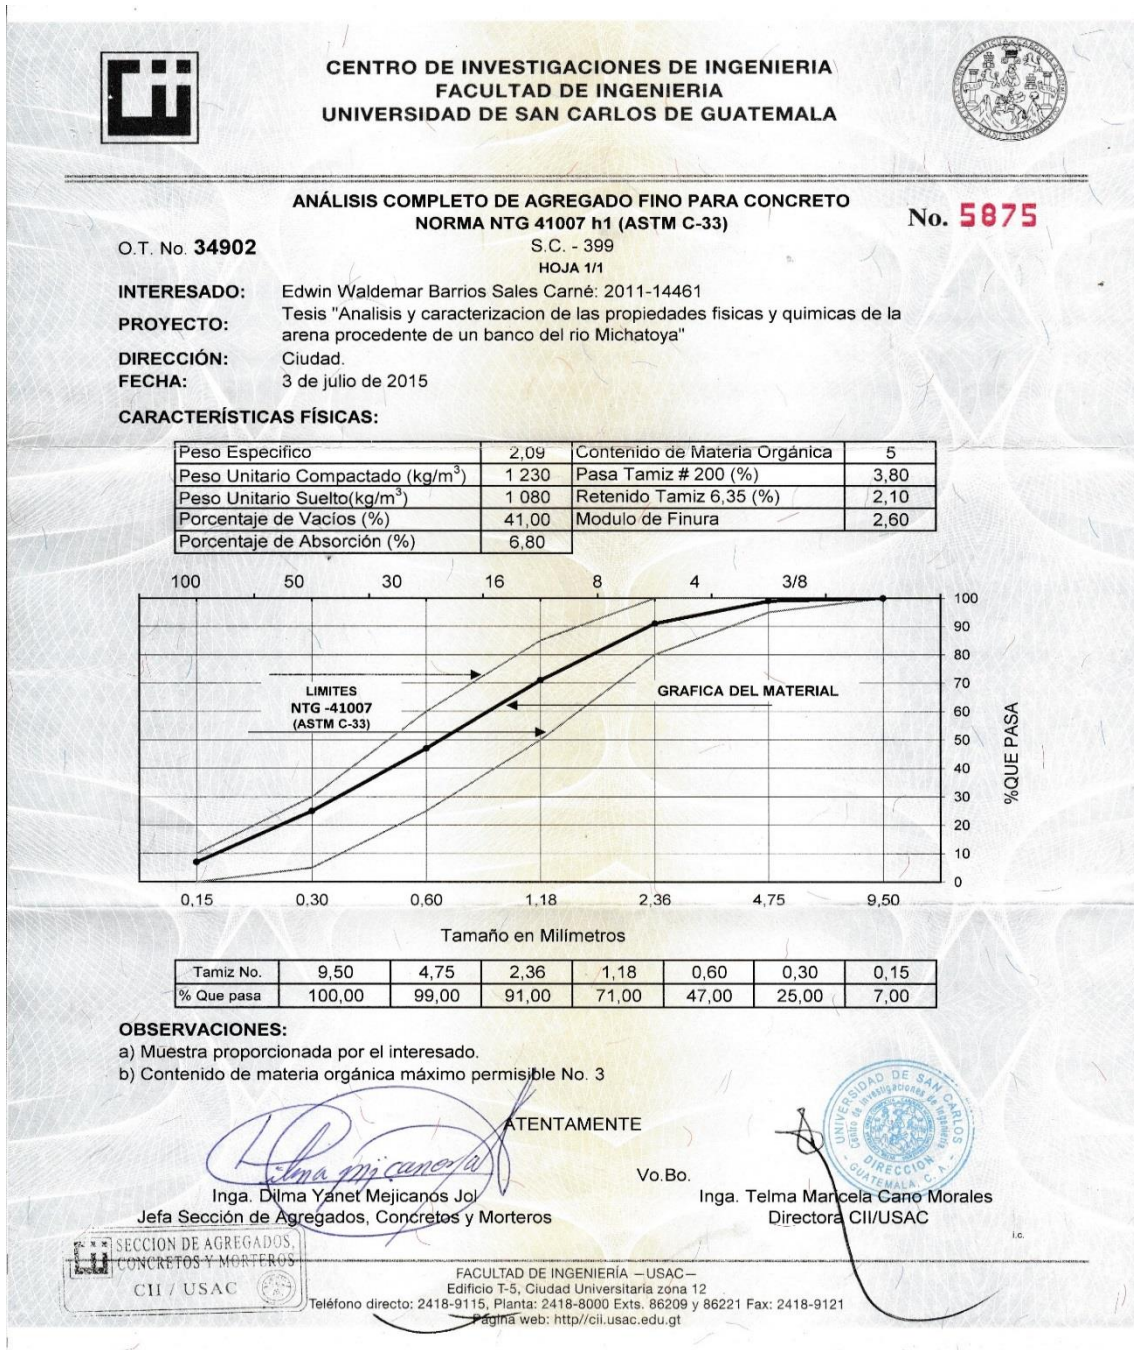 CENTRO DE INVESTIGACIONES DE INGENIERIA
FACULTAD DE INGENIERIA
UNIVERSIDAD DE SAN CARLOS DE GUATEMALA
ANÁLISIS COMPLETO DE AGREGADO FINO PARA CONCRETO
NORMA NTG 41007 h1 (ASTM C-33)
No. 5875
O.T. No. 34902
S.C. - 399
HOJA 1/1
INTERESADO: Edwin Waldemar Barrios Sales Carné: 2011-14461
PROYECTO: Tesis "Analisis y caracterizacion de las propiedades fisicas y quimicas de la
arena procedente de un banco del rio Michatoya"
DIRECCIÓN: Ciudad.
FECHA: 3 de julio de 2015
CARACTERÍSTICAS FÍSICAS:
Peso Especifico 2,09 Contenido de Materia Orgánica 5
Peso Unitario Compactado (kg/m³) 1 230 Pasa Tamiz # 200 (%) 3,80
Peso Unitario Suelto(kg/m³) 1 080 Retenido Tamiz 6,35 (%) 2,10
Porcentaje de Vacíos (%) 41,00 Modulo de Finura 2,60
Porcentaje de Absorción (%) 6,80
100 50 30 16 8 4 3/8
100
90
80
70
60
50
40
30
20
10
0
%QUE PASA
LIMITES
NTG -41007
(ASTM C-33)
GRAFICA DEL MATERIAL
0,15 0,30 0,60 1,18 2,36 4,75 9,50
Tamaño en Milímetros
Tamiz No. 9,50 4,75 2,36 1,18 0,60 0,30 0,15
% Que pasa 100,00 99,00 91,00 71,00 47,00 25,00 7,00
OBSERVACIONES:
a) Muestra proporcionada por el interesado.
b) Contenido de materia orgánica máximo permisible No. 3
ATENTAMENTE
Vo.Bo.
Inga. Dilma Yanet Mejicanos Jol
Jefa Sección de Agregados, Concretos y Morteros
Inga. Telma Maricela Cano Morales
Directora CII/USAC
i.c.
UNIVERSIDAD DE SAN CARLOS
Centro de Investigaciones de Ingeniería
DIRECCION
GUATEMALA, C. A.
SECCION DE AGREGADOS,
CONCRETOS Y MORTEROS
CII / USAC
FACULTAD DE INGENIERÍA —USAC—
Edificio T-5, Ciudad Universitaria zona 12
Teléfono directo: 2418-9115, Planta: 2418-8000 Exts. 86209 y 86221 Fax: 2418-9121
Página web: http//cii.usac.edu.gt